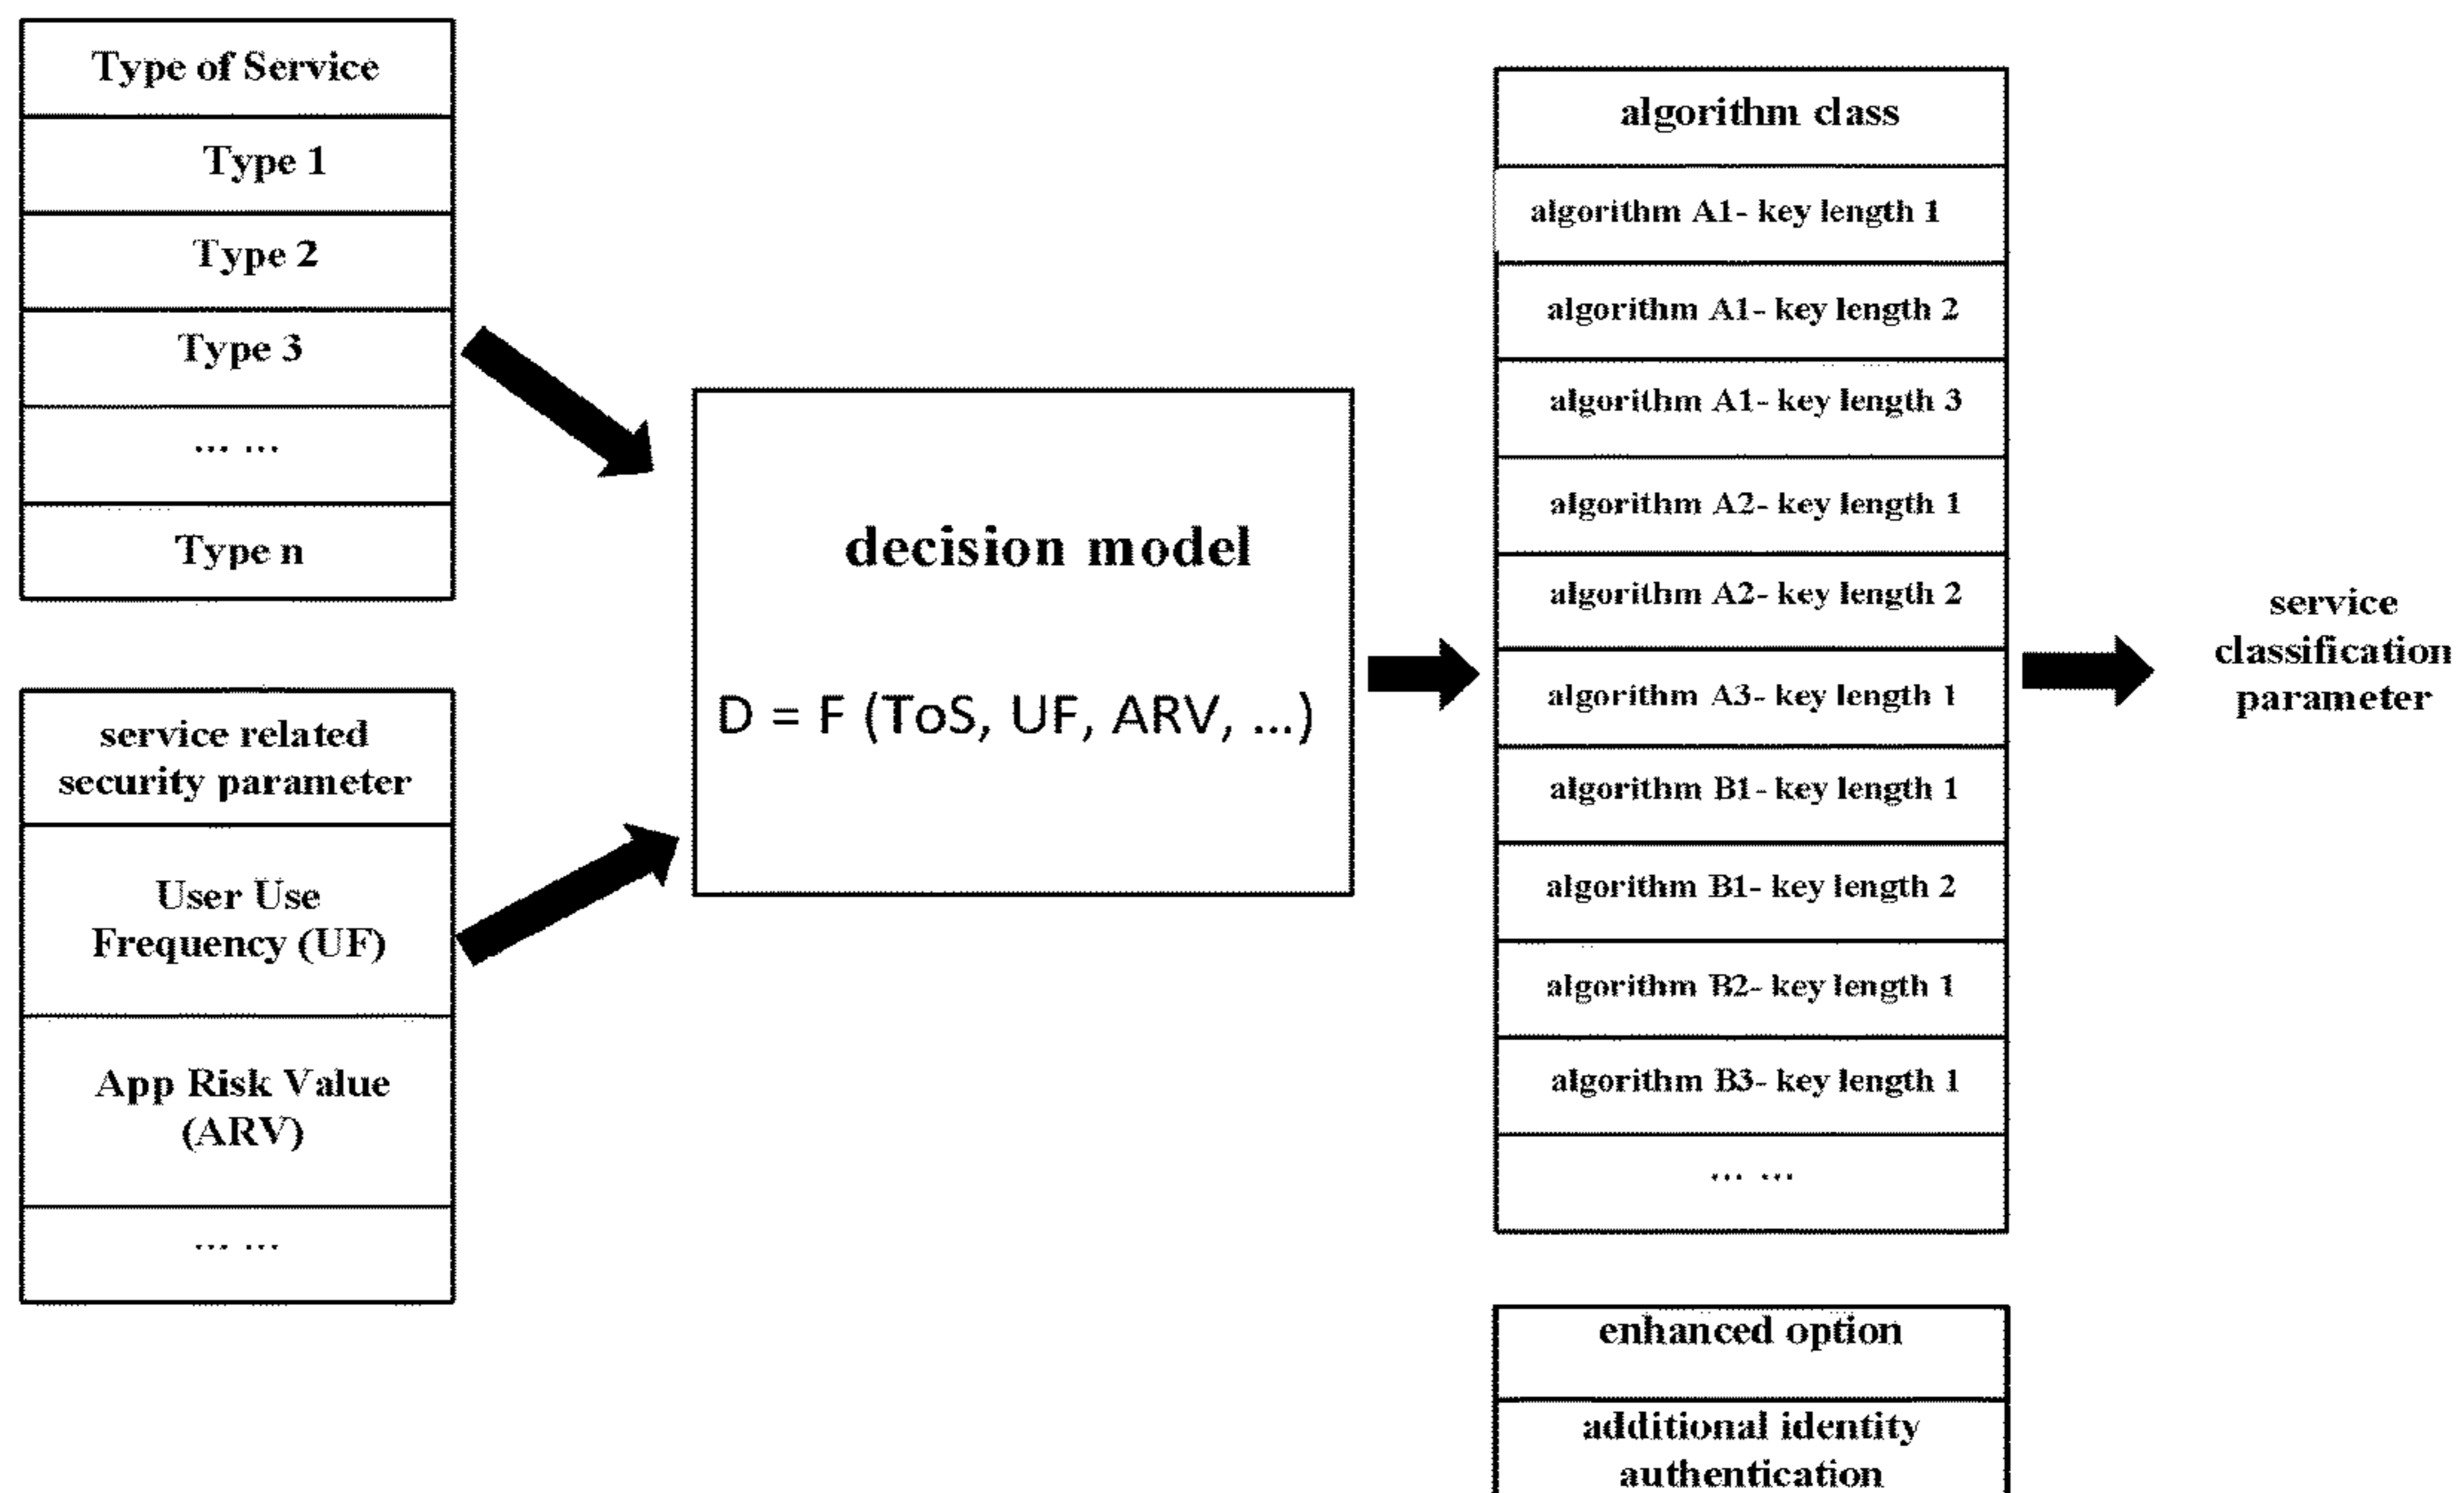 Type of Service
Type 1
Type 2
Type 3
... ...
Type n
service related
security parameter
User Use
Frequency (UF)
App Risk Value
(ARV)
... ...
decision model
D = F (ToS, UF, ARV, ...)
algorithm class
algorithm A1- key length 1
algorithm A1- key length 2
algorithm A1- key length 3
algorithm A2- key length 1
algorithm A2- key length 2
algorithm A3- key length 1
algorithm B1- key length 1
algorithm B1- key length 2
algorithm B2- key length 1
algorithm B3- key length 1
... ...
enhanced option
additional identity
authentication
service
classification
parameter